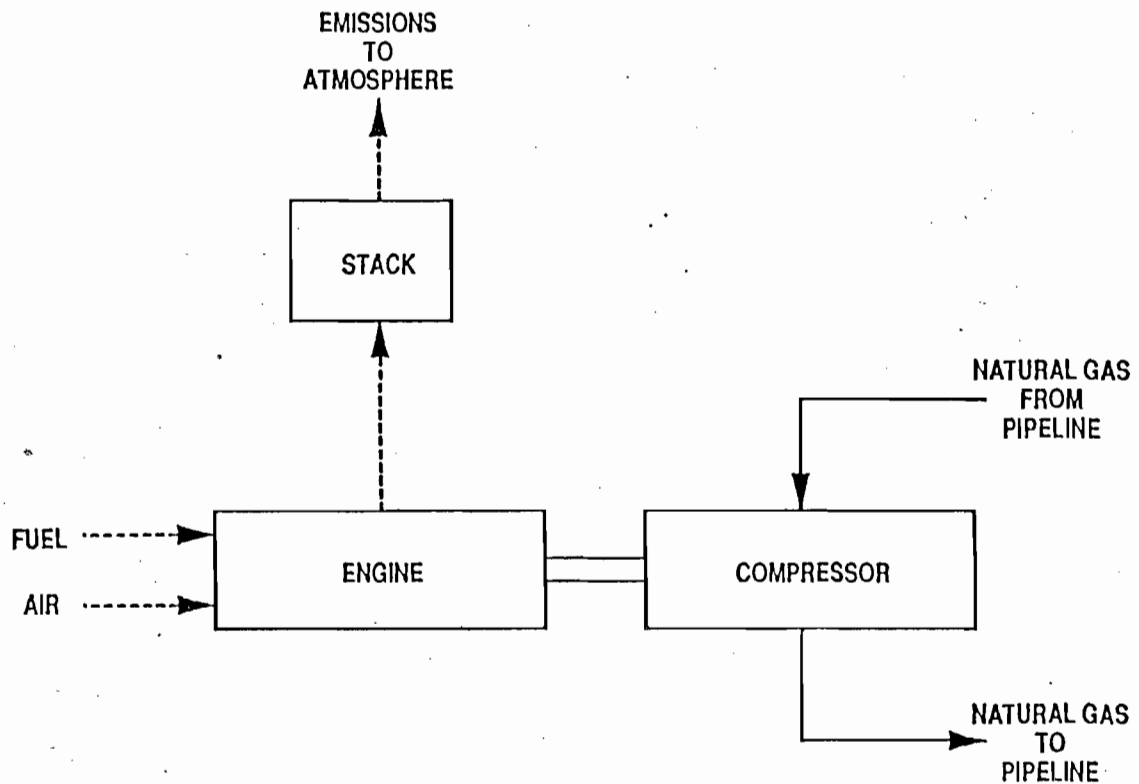 EMISSIONS
TO
ATMOSPHERE
STACK
NATURAL GAS
FROM
PIPELINE
FUEL
AIR
ENGINE
COMPRESSOR
NATURAL GAS
TO
PIPELINE